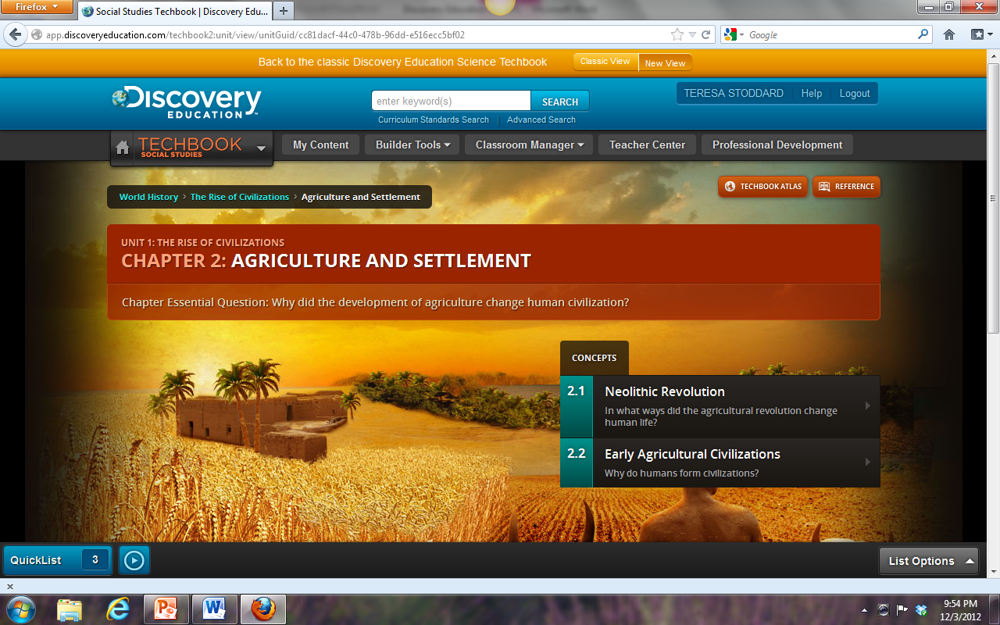 Firefox
Social Studies Techbook | Discovery Edu...
app.discoveryeducation.com/techbook2:unit/view/unitGuid/cc81dacf-44c0-478b-96dd-e516ecc5bf02
Google
Back to the classic Discovery Education Science Techbook
Classic View
New View
DISCOVERY
EDUCATION™
enter keyword(s)
SEARCH
TERESA STODDARD
Help
Logout
Curriculum Standards Search
Advanced Search
TECHBOOK
SOCIAL STUDIES
My Content
Builder Tools
Classroom Manager
Teacher Center
Professional Development
World History › The Rise of Civilizations › Agriculture and Settlement
TECHBOOK ATLAS
REFERENCE
UNIT 1: THE RISE OF CIVILIZATIONS
CHAPTER 2: AGRICULTURE AND SETTLEMENT
Chapter Essential Question: Why did the development of agriculture change human civilization?
CONCEPTS
2.1 Neolithic Revolution
In what ways did the agricultural revolution change
human life?
2.2 Early Agricultural Civilizations
Why do humans form civilizations?
QuickList 3
List Options
x
9:54 PM
12/3/2012